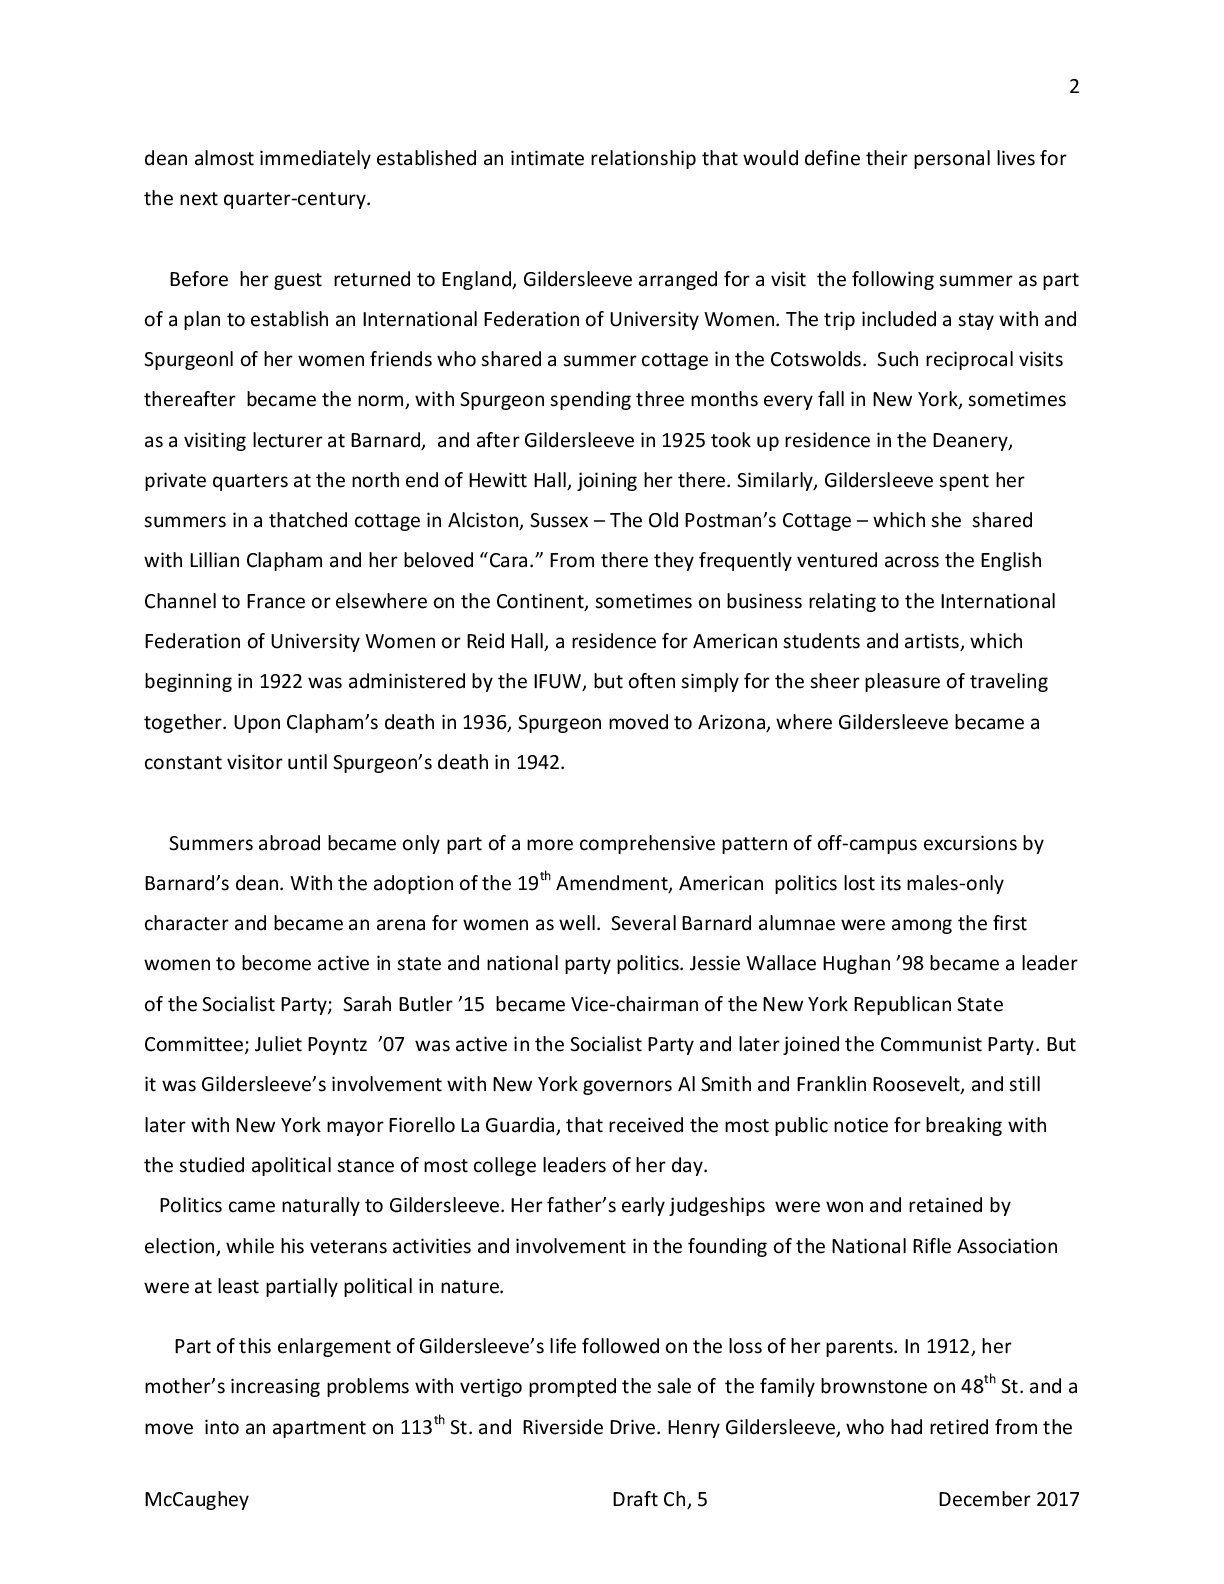 2
dean almost immediately established an intimate relationship that would define their personal lives for
the next quarter-century.
Before her guest returned to England, Gildersleeve arranged for a visit the following summer as part
of a plan to establish an International Federation of University Women. The trip included a stay with and
Spurgeonl of her women friends who shared a summer cottage in the Cotswolds. Such reciprocal visits
thereafter became the norm, with Spurgeon spending three months every fall in New York, sometimes
as a visiting lecturer at Barnard, and after Gildersleeve in 1925 took up residence in the Deanery,
private quarters at the north end of Hewitt Hall, joining her there. Similarly, Gildersleeve spent her
summers in a thatched cottage in Alciston, Sussex – The Old Postman’s Cottage – which she shared
with Lillian Clapham and her beloved “Cara.” From there they frequently ventured across the English
Channel to France or elsewhere on the Continent, sometimes on business relating to the International
Federation of University Women or Reid Hall, a residence for American students and artists, which
beginning in 1922 was administered by the IFUW, but often simply for the sheer pleasure of traveling
together. Upon Clapham’s death in 1936, Spurgeon moved to Arizona, where Gildersleeve became a
constant visitor until Spurgeon’s death in 1942.
Summers abroad became only part of a more comprehensive pattern of off-campus excursions by
Barnard’s dean. With the adoption of the 19th Amendment, American politics lost its males-only
character and became an arena for women as well. Several Barnard alumnae were among the first
women to become active in state and national party politics. Jessie Wallace Hughan ’98 became a leader
of the Socialist Party; Sarah Butler ’15 became Vice-chairman of the New York Republican State
Committee; Juliet Poyntz ’07 was active in the Socialist Party and later joined the Communist Party. But
it was Gildersleeve’s involvement with New York governors Al Smith and Franklin Roosevelt, and still
later with New York mayor Fiorello La Guardia, that received the most public notice for breaking with
the studied apolitical stance of most college leaders of her day.
Politics came naturally to Gildersleeve. Her father’s early judgeships were won and retained by
election, while his veterans activities and involvement in the founding of the National Rifle Association
were at least partially political in nature.
Part of this enlargement of Gildersleeve’s life followed on the loss of her parents. In 1912, her
mother’s increasing problems with vertigo prompted the sale of the family brownstone on 48th St. and a
move into an apartment on 113th St. and Riverside Drive. Henry Gildersleeve, who had retired from the
McCaughey Draft Ch, 5 December 2017